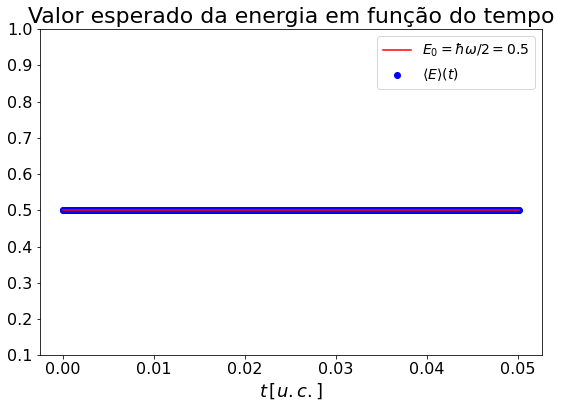 Valor esperado da energia em função do tempo
E₀ = ℏω/2 = 0.5
⟨E⟩(t)
1.0
0.9
0.8
0.7
0.6
0.5
0.4
0.3
0.2
0.1
0.00 0.01 0.02 0.03 0.04 0.05
t [u.c.]